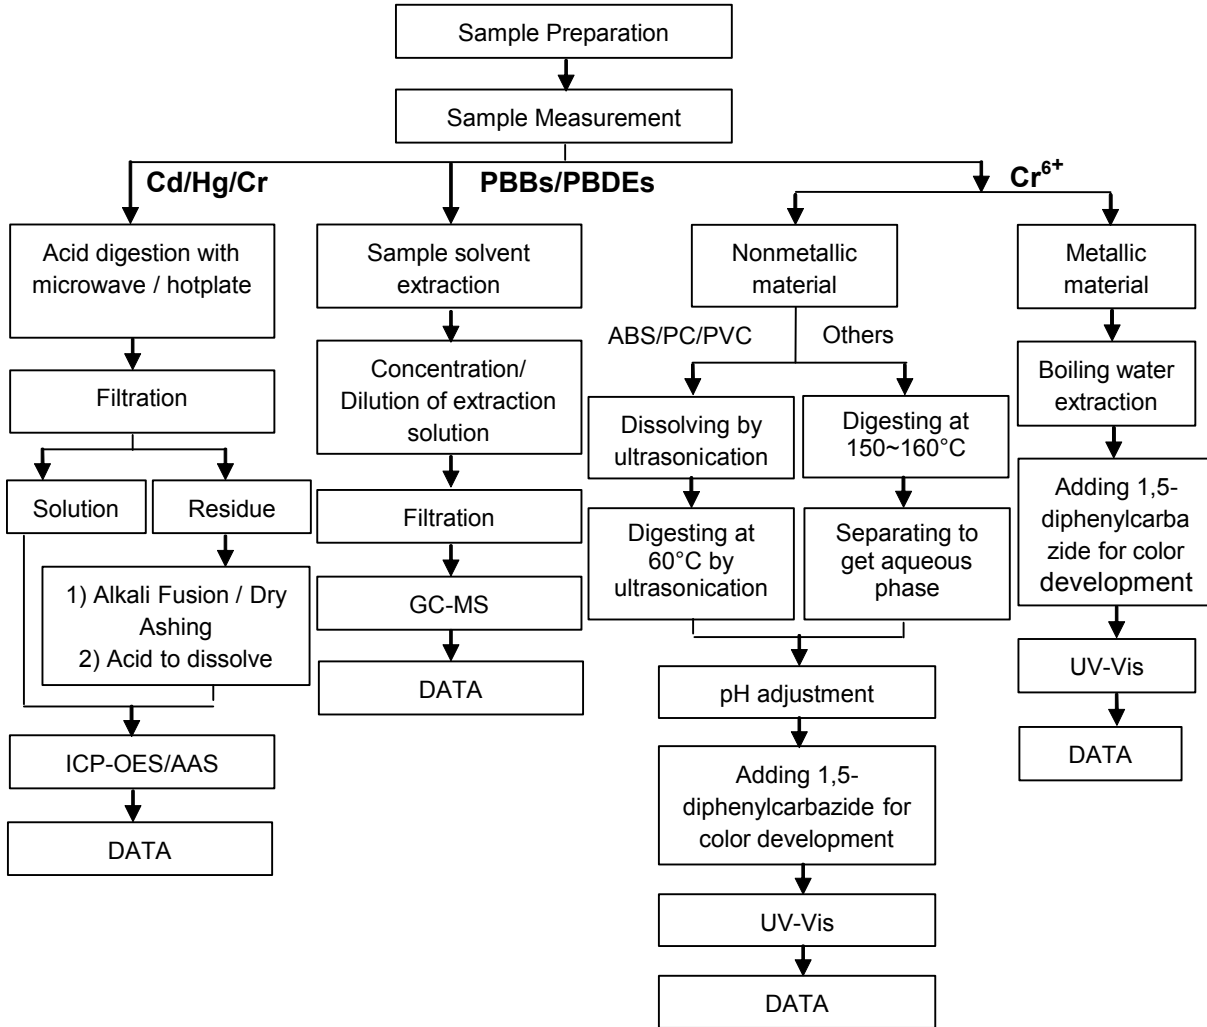 Sample Preparation
Sample Measurement
Cd/Hg/Cr
PBBs/PBDEs
Cr⁶⁺
Acid digestion with
microwave / hotplate
Filtration
Solution
Residue
1) Alkali Fusion / Dry
Ashing
2) Acid to dissolve
ICP-OES/AAS
DATA
Sample solvent
extraction
Concentration/
Dilution of extraction
solution
Filtration
GC-MS
DATA
Nonmetallic
material
ABS/PC/PVC
Others
Dissolving by
ultrasonication
Digesting at
60°C by
ultrasonication
Digesting at
150~160°C
Separating to
get aqueous
phase
pH adjustment
Adding 1,5-
diphenylcarbazide for
color development
UV-Vis
DATA
Metallic
material
Boiling water
extraction
Adding 1,5-
diphenylcarba
zide for color
development
UV-Vis
DATA